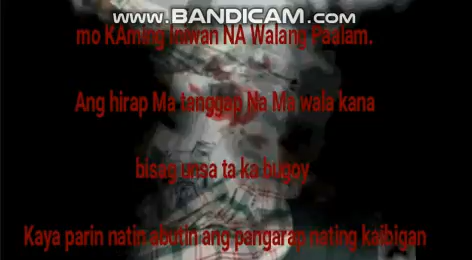 www.BANDICAM.com
mo KAming Iniwan NA Walang Paalam.
Ang hirap Ma tanggap Na Ma wala kana
bisag unsa ta ka bugoy
Kaya parin natin abutin ang pangarap nating kaibigan